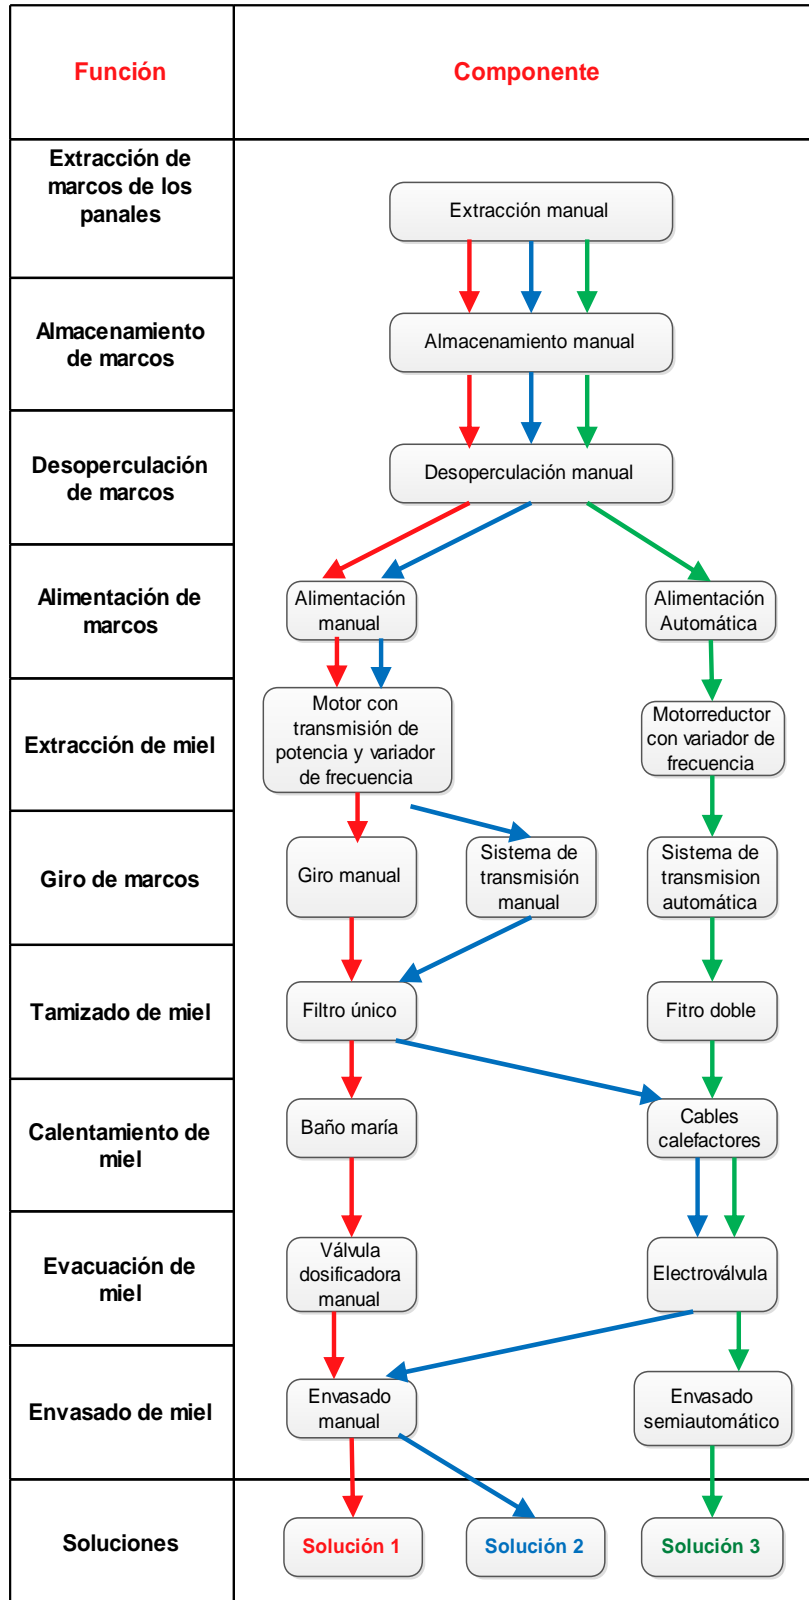 Función
Componente
Extracción de
marcos de los
panales
Extracción manual
Almacenamiento
de marcos
Almacenamiento manual
Desoperculación
de marcos
Desoperculación manual
Alimentación de
marcos
Alimentación
manual
Alimentación
Automática
Extracción de miel
Motor con
transmisión de
potencia y variador
de frecuencia
Motorreductor
con variador de
frecuencia
Giro de marcos
Giro manual
Sistema de
transmisión
manual
Sistema de
transmision
automática
Tamizado de miel
Filtro único
Fitro doble
Calentamiento de
miel
Baño maría
Cables
calefactores
Evacuación de
miel
Válvula
dosificadora
manual
Electroválvula
Envasado de miel
Envasado
manual
Envasado
semiautomático
Soluciones
Solución 1
Solución 2
Solución 3